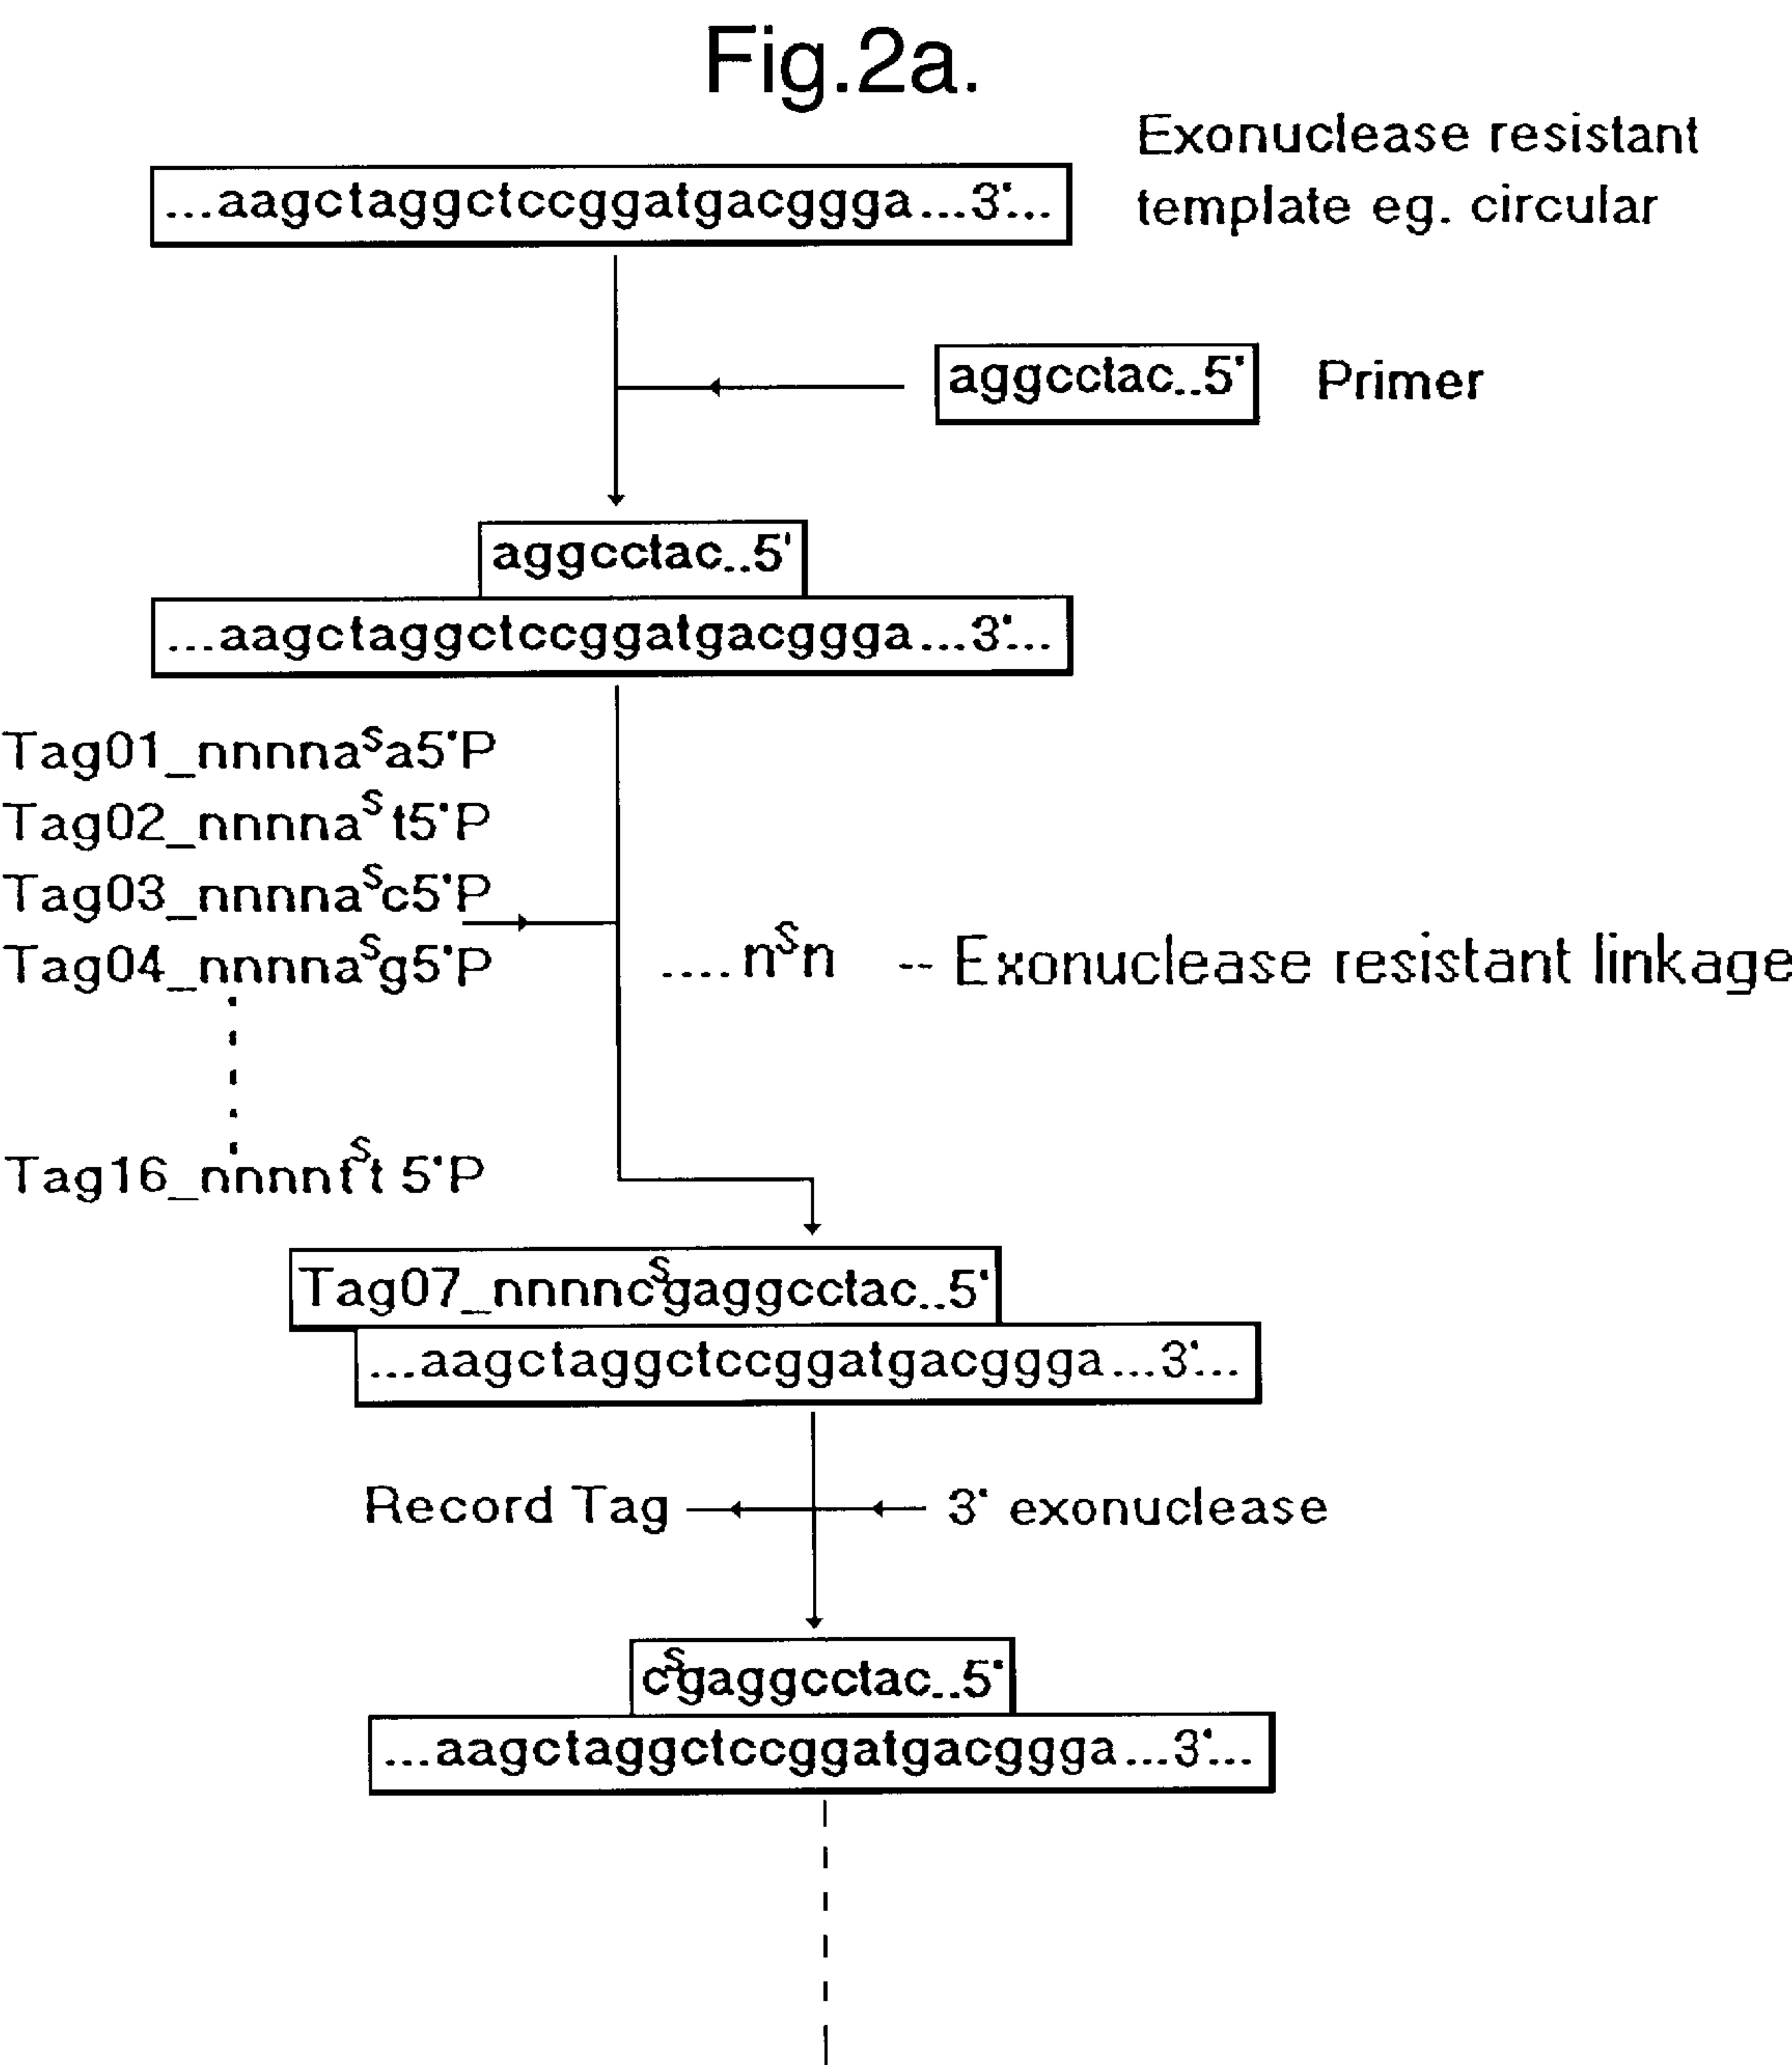 Fig.2a.
Exonuclease resistant
template eg. circular
...aagctaggctccggatgacggga...3'...
aggcctac..5'
Primer
aggcctac..5'
...aagctaggctccggatgacggga...3'...
Tag01_nnnnaSa5'P
Tag02_nnnnaSt5'P
Tag03_nnnnaSc5'P
Tag04_nnnnaSg5'P
....nSn -- Exonuclease resistant linkage
Tag16_nnnntSt 5'P
Tag07_nnnncSgaggcctac..5'
...aagctaggctccggatgacggga...3'...
Record Tag
3' exonuclease
cSgaggcctac..5'
...aagctaggctccggatgacggga...3'...